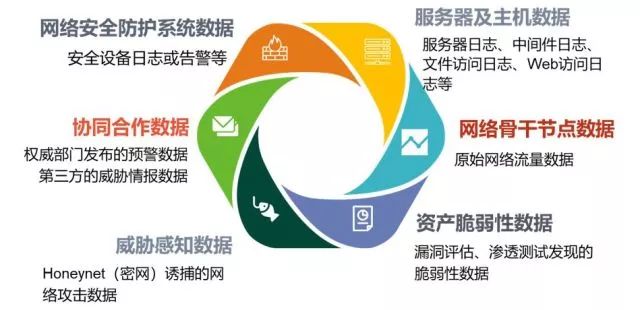 网络安全防护系统数据
安全设备日志或告警等
服务器及主机数据
服务器日志、中间件日志、
文件访问日志、Web访问日
志等
协同合作数据
权威部门发布的预警数据
第三方的威胁情报数据
网络骨干节点数据
原始网络流量数据
威胁感知数据
Honeynet（密网）诱捕的网
络攻击数据
资产脆弱性数据
漏洞评估、渗透测试发现的
脆弱性数据